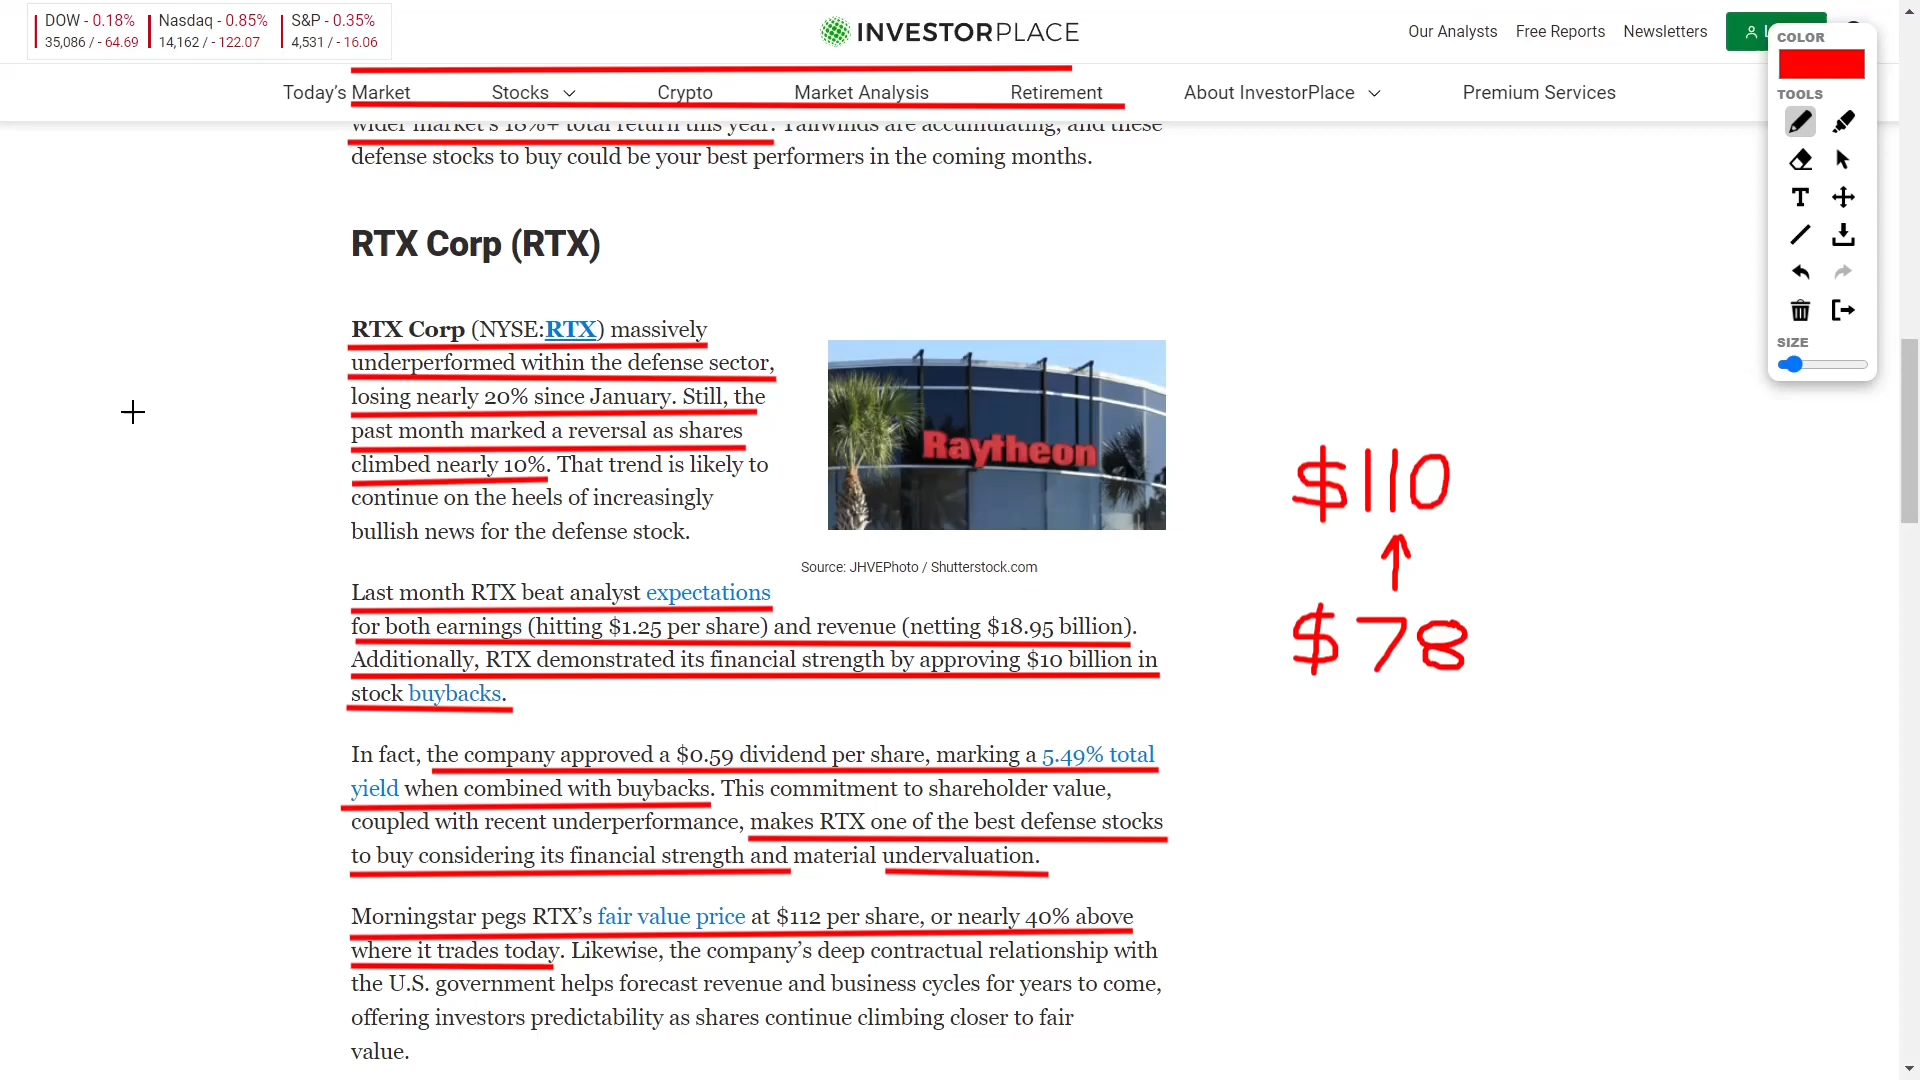 DOW - 0.18%
35,086 / - 64.69
Nasdaq - 0.85%
14,162 / - 122.07
S&P - 0.35%
4,531 / - 16.06
INVESTORPLACE
Our Analysts
Free Reports
Newsletters
Today's Market
Stocks
Crypto
Market Analysis
Retirement
About InvestorPlace
Premium Services
COLOR
TOOLS
T
SIZE
wider market's 18%+ total return this year. Tailwinds are accumulating, and these
defense stocks to buy could be your best performers in the coming months.
RTX Corp (RTX)
RTX Corp (NYSE:RTX) massively
underperformed within the defense sector,
losing nearly 20% since January. Still, the
past month marked a reversal as shares
climbed nearly 10%. That trend is likely to
continue on the heels of increasingly
bullish news for the defense stock.
Raytheon
Source: JHVEPhoto / Shutterstock.com
$110
$78
Last month RTX beat analyst expectations
for both earnings (hitting $1.25 per share) and revenue (netting $18.95 billion).
Additionally, RTX demonstrated its financial strength by approving $10 billion in
stock buybacks.
In fact, the company approved a $0.59 dividend per share, marking a 5.49% total
yield when combined with buybacks. This commitment to shareholder value,
coupled with recent underperformance, makes RTX one of the best defense stocks
to buy considering its financial strength and material undervaluation.
Morningstar pegs RTX's fair value price at $112 per share, or nearly 40% above
where it trades today. Likewise, the company's deep contractual relationship with
the U.S. government helps forecast revenue and business cycles for years to come,
offering investors predictability as shares continue climbing closer to fair
value.